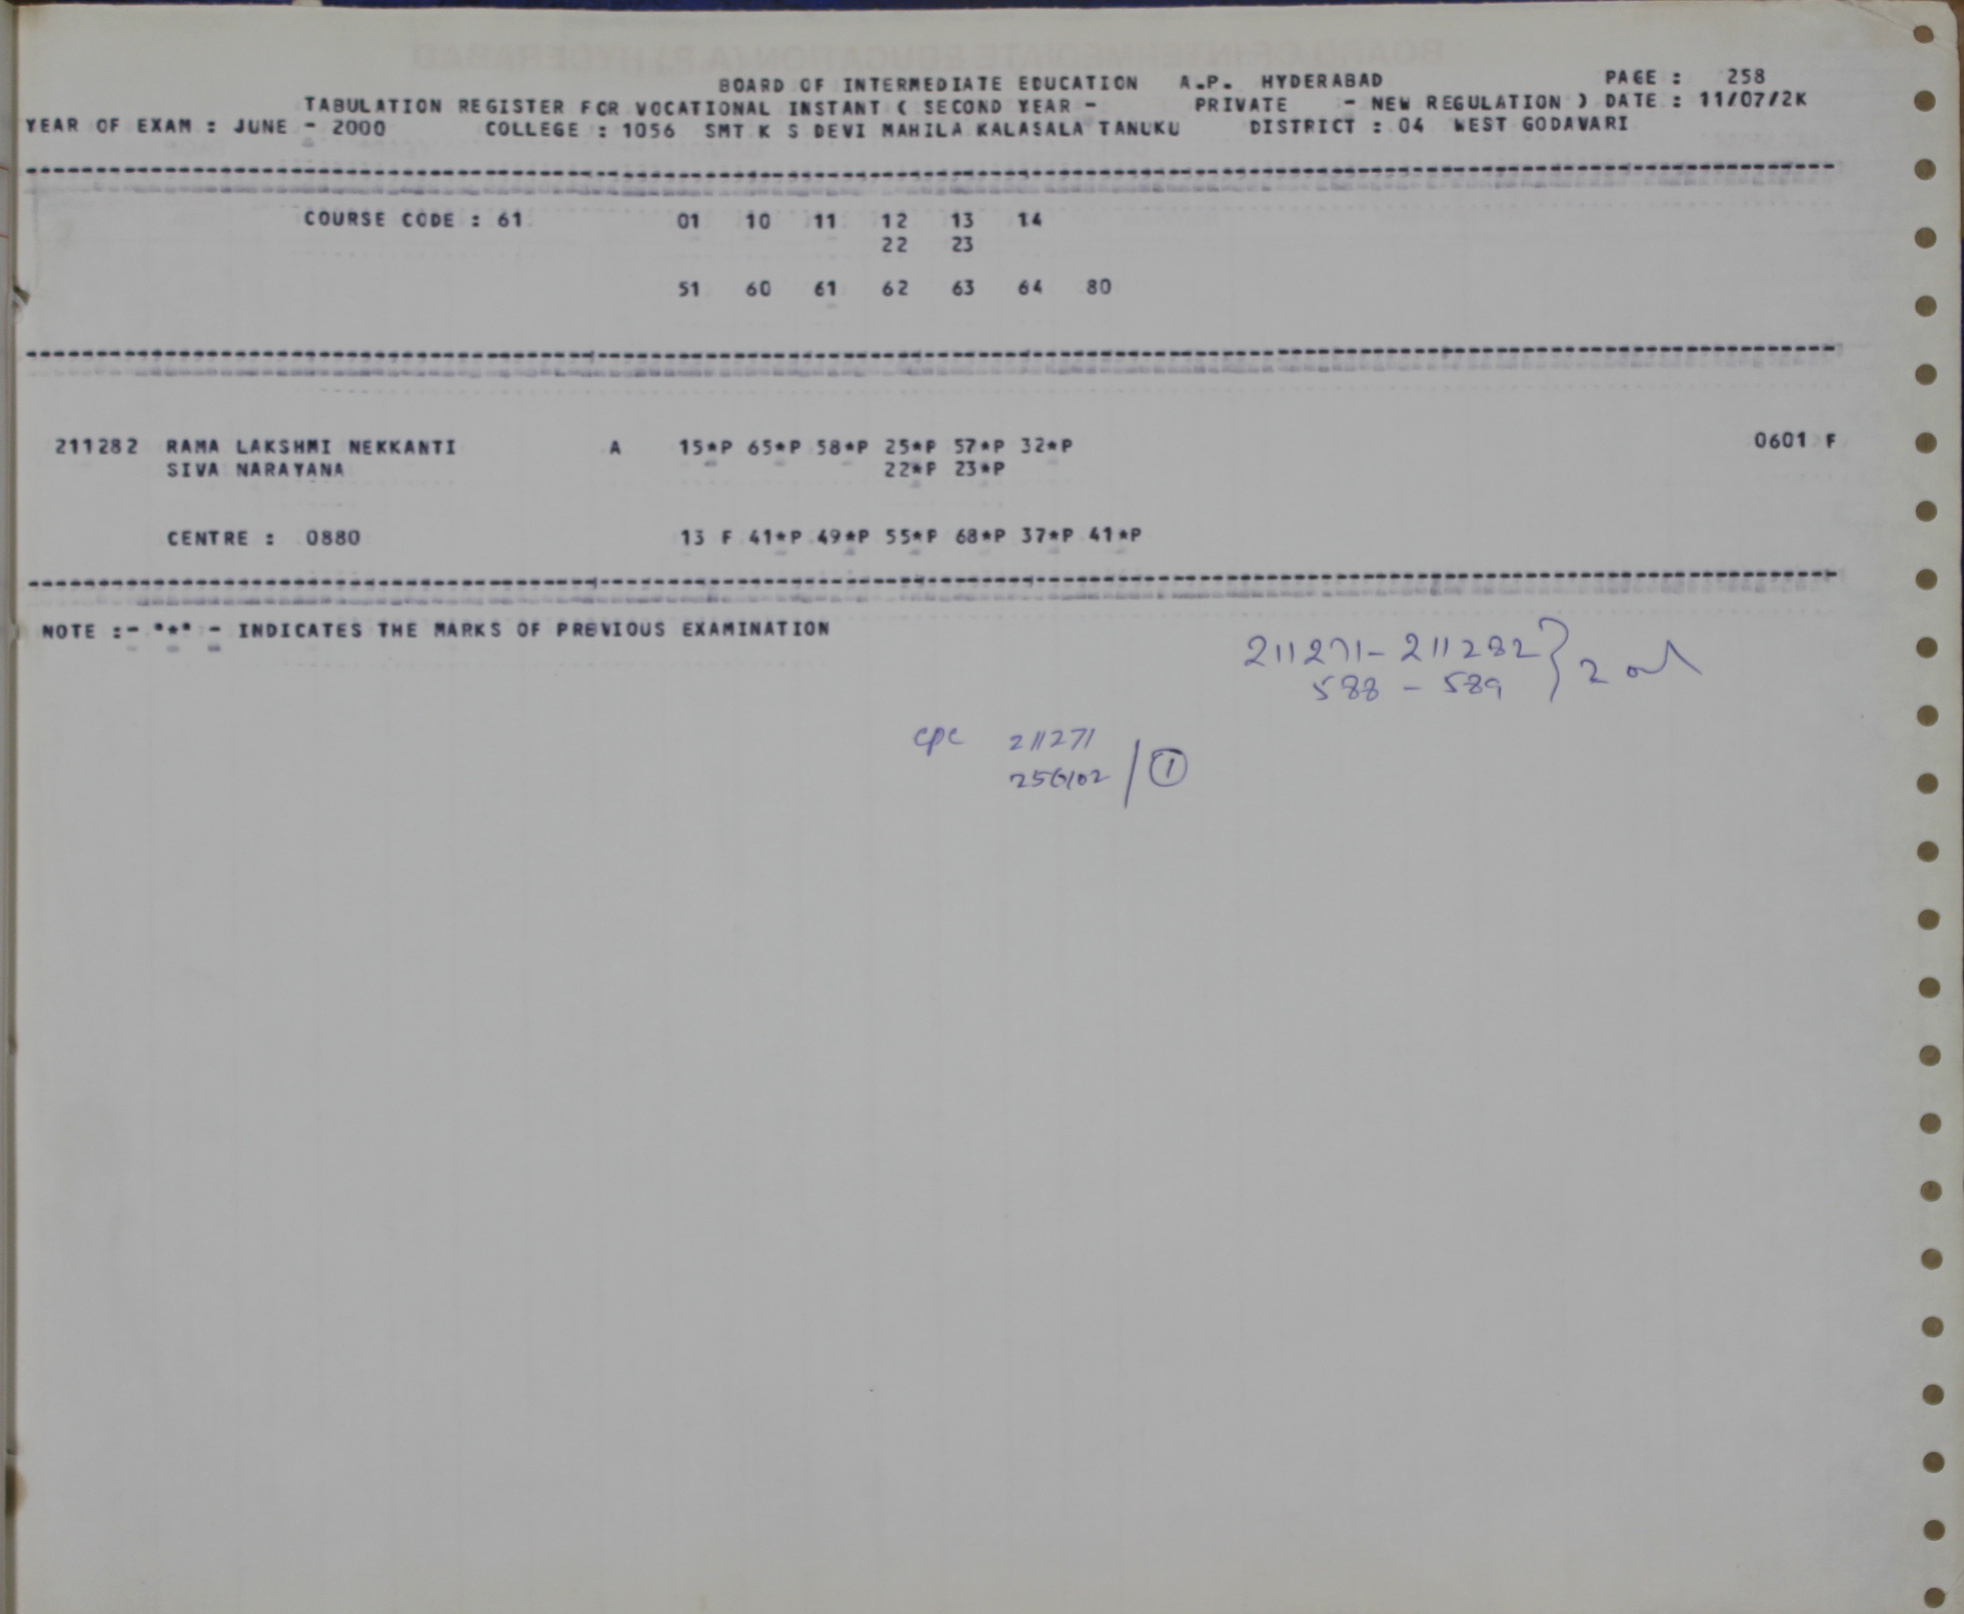 BOARD OF INTERMEDIATE EDUCATION A.P. HYDERABAD PAGE : 258
TABULATION REGISTER FOR VOCATIONAL INSTANT ( SECOND YEAR - PRIVATE - NEW REGULATION ) DATE : 11/07/2K
YEAR OF EXAM : JUNE - 2000 COLLEGE : 1056 SMT K S DEVI MAHILA KALASALA TANUKU DISTRICT : 04 WEST GODAVARI
COURSE CODE : 61 01 10 11 12 13 14
22 23
51 60 61 62 63 64 80
211282 RAMA LAKSHMI NEKKANTI A 15*P 65*P 58*P 25*P 57*P 32*P 0601 F
SIVA NARAYANA 22*P 23*P
CENTRE : 0880 13 F 41*P 49*P 55*P 68*P 37*P 41*P
NOTE :- "*" - INDICATES THE MARKS OF PREVIOUS EXAMINATION
211271 - 211282 } 2
588 - 589
cpc 211271
/ 1